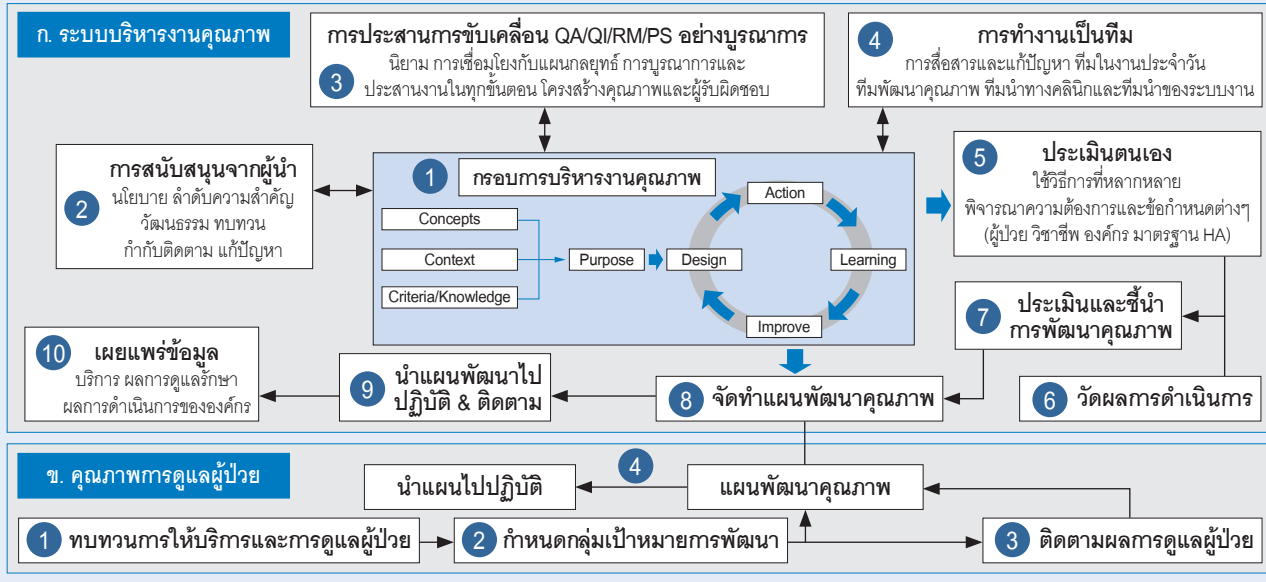 ก. ระบบบริหารงานคุณภาพ
การประสานการขับเคลื่อน QA/QI/RM/PS อย่างบูรณาการ
3
นิยาม การเชื่อมโยงกับแผนกลยุทธ์ การบูรณาการและ
ประสานงานในทุกขั้นตอน โครงสร้างคุณภาพและผู้รับผิดชอบ
4
การทำงานเป็นทีม
การสื่อสารและแก้ปัญหา ทีมในงานประจำวัน
ทีมพัฒนาคุณภาพ ทีมนำทางคลินิกและทีมนำของระบบงาน
2
การสนับสนุนจากผู้นำ
นโยบาย ลำดับความสำคัญ
วัฒนธรรม ทบทวน
กำกับติดตาม แก้ปัญหา
1
กรอบการบริหารงานคุณภาพ
Concepts
Context
Criteria/Knowledge
Purpose
Design
Action
Learning
Improve
5
ประเมินตนเอง
ใช้วิธีการที่หลากหลาย
พิจารณาความต้องการและข้อกำหนดต่างๆ
(ผู้ป่วย วิชาชีพ องค์กร มาตรฐาน HA)
7
ประเมินและชี้นำ
การพัฒนาคุณภาพ
10
เผยแพร่ข้อมูล
บริการ ผลการดูแลรักษา
ผลการดำเนินการขององค์กร
9
นำแผนพัฒนาไป
ปฏิบัติ & ติดตาม
8 จัดทำแผนพัฒนาคุณภาพ
6 วัดผลการดำเนินการ
ข. คุณภาพการดูแลผู้ป่วย
นำแผนไปปฏิบัติ
4
แผนพัฒนาคุณภาพ
1 ทบทวนการให้บริการและการดูแลผู้ป่วย
2 กำหนดกลุ่มเป้าหมายการพัฒนา
3 ติดตามผลการดูแลผู้ป่วย